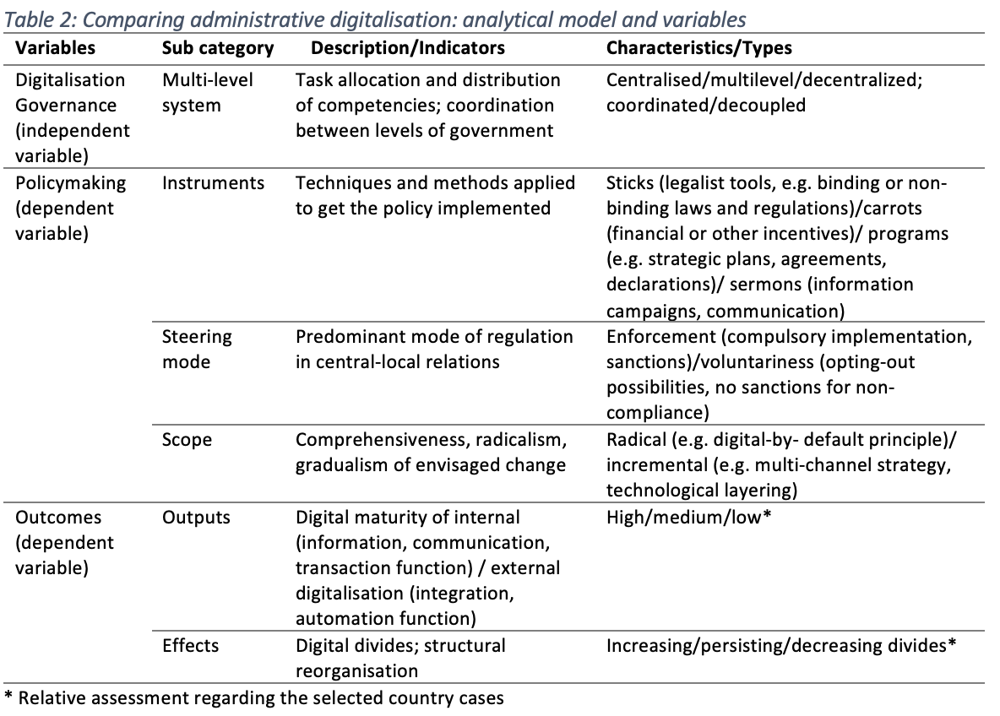 Table 2: Comparing administrative digitalisation: analytical model and variables
Variables Sub category Description/Indicators Characteristics/Types
Digitalisation
Governance
(independent
variable)
Multi-level
system
Task allocation and distribution
of competencies; coordination
between levels of government
Centralised/multilevel/decentralized;
coordinated/decoupled
Policymaking
(dependent
variable)
Instruments
Techniques and methods applied
to get the policy implemented
Sticks (legalist tools, e.g. binding or non-
binding laws and regulations)/carrots
(financial or other incentives)/ programs
(e.g. strategic plans, agreements,
declarations)/ sermons (information
campaigns, communication)
Steering
mode
Predominant mode of regulation
in central-local relations
Enforcement (compulsory implementation,
sanctions)/voluntariness (opting-out
possibilities, no sanctions for non-
compliance)
Scope
Comprehensiveness, radicalism,
gradualism of envisaged change
Radical (e.g. digital-by- default principle)/
incremental (e.g. multi-channel strategy,
technological layering)
Outcomes
(dependent
variable)
Outputs
Digital maturity of internal
(information, communication,
transaction function) / external
digitalisation (integration,
automation function)
High/medium/low*
Effects
Digital divides; structural
reorganisation
Increasing/persisting/decreasing divides*
* Relative assessment regarding the selected country cases